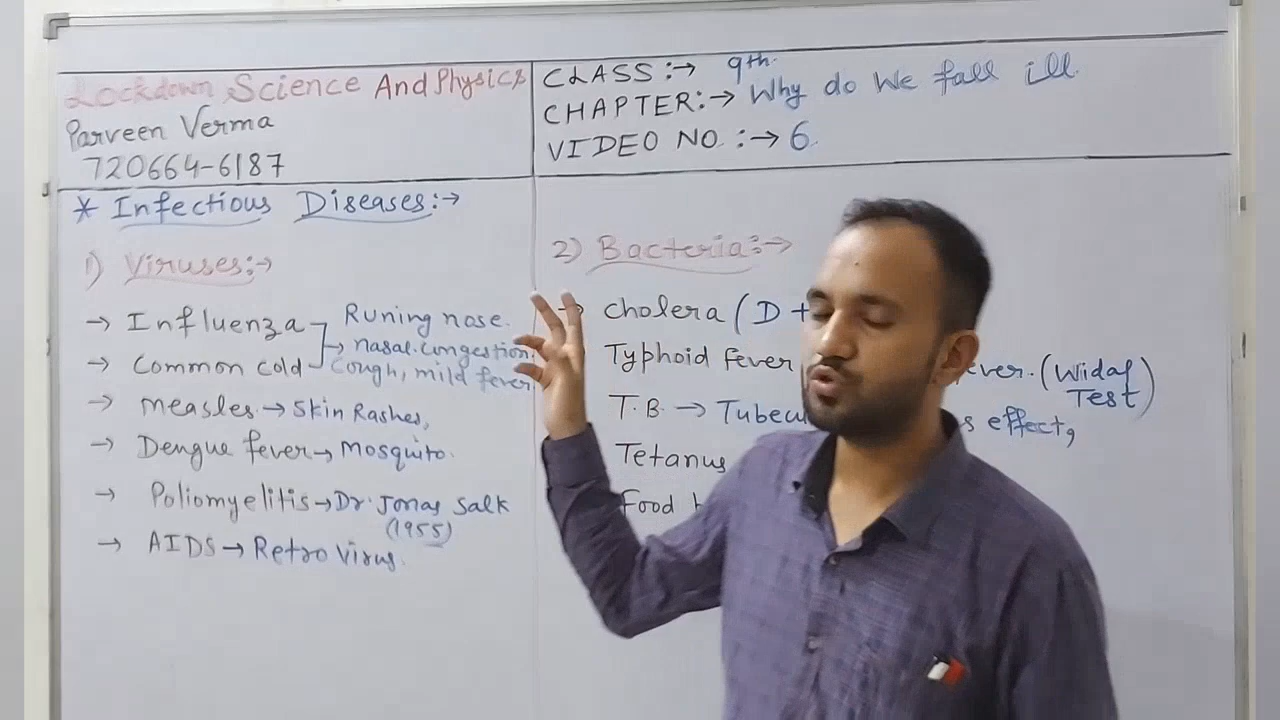 Lockdown Science And Physics
Parveen Verma
720664-6187
CLASS :→ 9th.
CHAPTER:→ Why do We fall ill
VIDEO NO. :→ 6.
* Infectious Diseases:→
1) Viruses:→
→ Influenza
Runing nose.
→ nasal congestion,
→ Common cold
Cough, mild fever
→ Measles → Skin Rashes,
→ Dengue fever → Mosquito.
→ Poliomyelitis → Dr. Jonas Salk
(1955)
→ AIDS → Retro Virus.
2) Bacteria:→
→ Cholera (D +
Typhoid fever
(Widal
Test)
T.B. →
effect,
Tetanus
Food